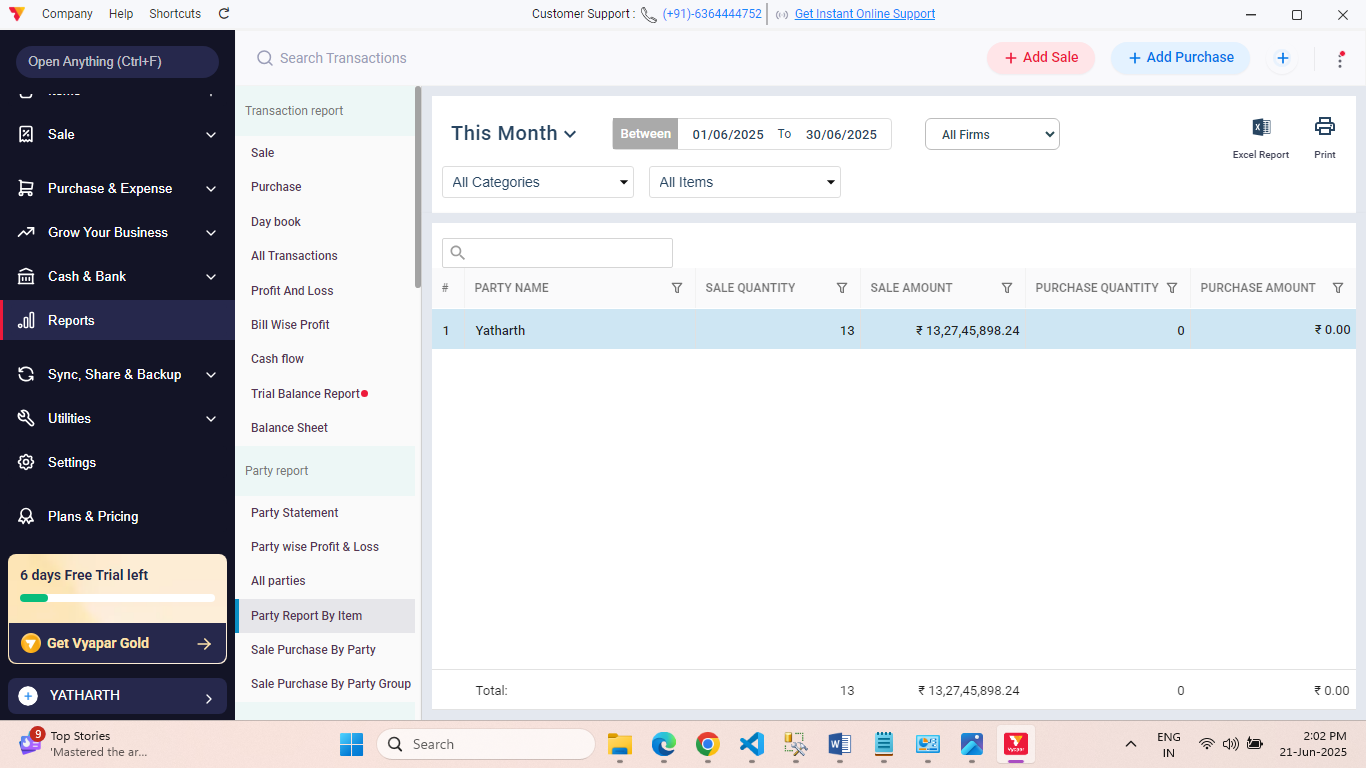 Company Help Shortcuts
Customer Support : (+91)-6364444752 Get Instant Online Support
Open Anything (Ctrl+F)
Sale
Purchase & Expense
Grow Your Business
Cash & Bank
Reports
Sync, Share & Backup
Utilities
Settings
Plans & Pricing
6 days Free Trial left
Get Vyapar Gold
YATHARTH
Search Transactions
+ Add Sale
+ Add Purchase
Transaction report
Sale
Purchase
Day book
All Transactions
Profit And Loss
Bill Wise Profit
Cash flow
Trial Balance Report
Balance Sheet
Party report
Party Statement
Party wise Profit & Loss
All parties
Party Report By Item
Sale Purchase By Party
Sale Purchase By Party Group
This Month
Between 01/06/2025 To 30/06/2025
All Firms
Excel Report
Print
All Categories
All Items
# PARTY NAME SALE QUANTITY SALE AMOUNT PURCHASE QUANTITY PURCHASE AMOUNT
1 Yatharth 13 ₹ 13,27,45,898.24 0 ₹ 0.00
Total: 13 ₹ 13,27,45,898.24 0 ₹ 0.00
9
Top Stories
'Mastered the ar...
Search
Vyapar
ENG
IN
2:02 PM
21-Jun-2025